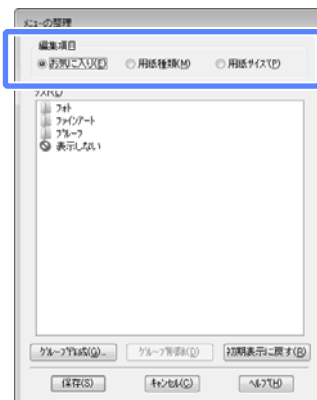 メニューの整理
編集項目
お気に入り(E) 用紙種類(M) 用紙サイズ(P)
リスト(L)
フォト
ファインアート
プルーフ
表示しない
グループ作成(G)... グループ削除(D) 初期表示に戻す(B)
保存(S) キャンセル(C) ヘルプ(H)